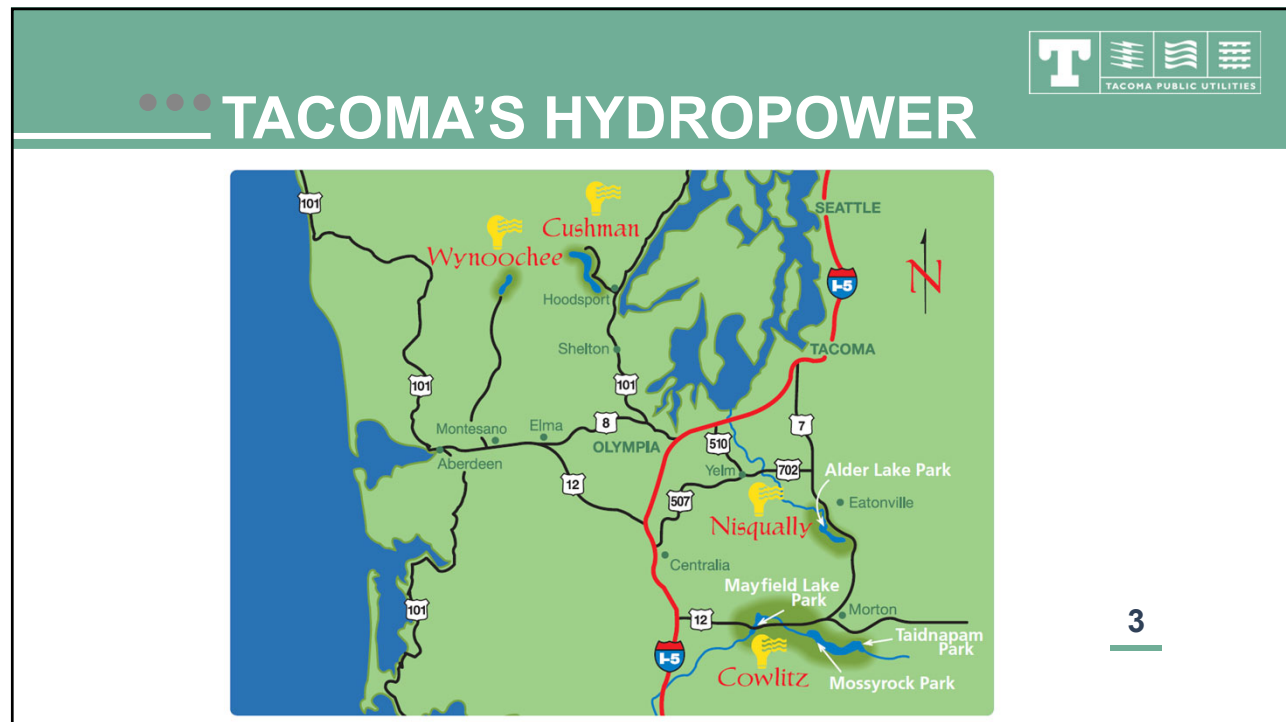 T
TACOMA PUBLIC UTILITIES
TACOMA'S HYDROPOWER
101
Cushman
SEATTLE
Wynoochee
N
I-5
Hoodsport
Shelton
TACOMA
101
101
8
7
Montesano
Elma
OLYMPIA
510
Aberdeen
Yelm
702
Alder Lake Park
12
507
Eatonville
Nisqually
Centralia
Mayfield Lake
Park
101
12
Morton
3
Taidnapam
Park
I-5
Cowlitz
Mossyrock Park